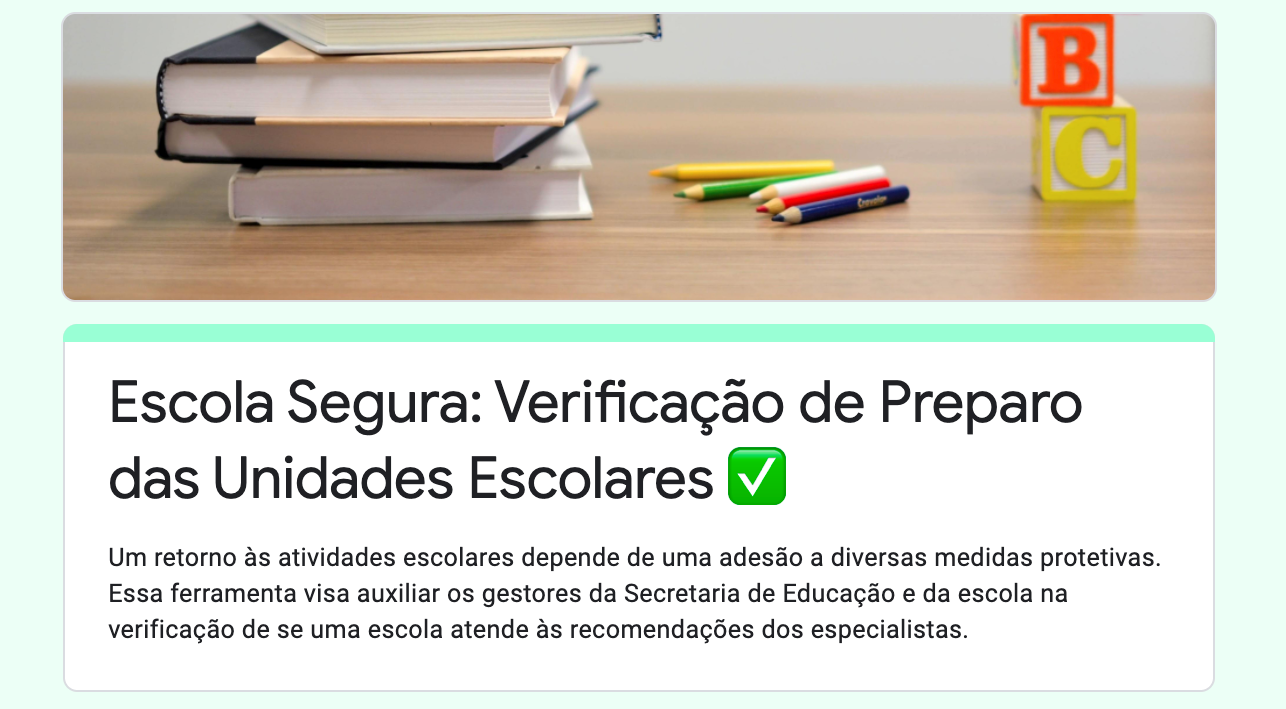 B
C
Crayola
Escola Segura: Verificação de Preparo
das Unidades Escolares ✅
Um retorno às atividades escolares depende de uma adesão a diversas medidas protetivas.
Essa ferramenta visa auxiliar os gestores da Secretaria de Educação e da escola na
verificação de se uma escola atende às recomendações dos especialistas.